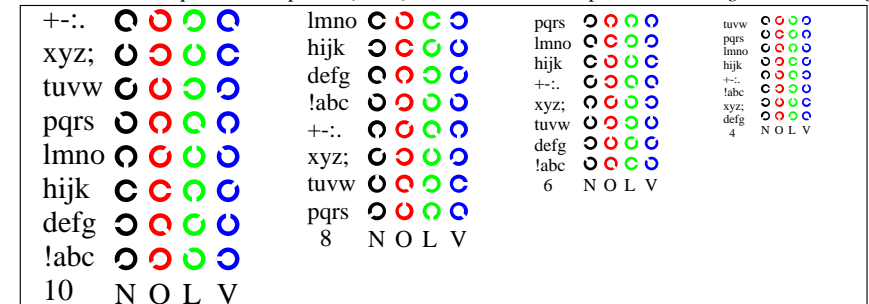 +-:.
xyz;
tuvw
pqrs
lmno
hijk
defg
!abc
10 N O L V
lmno
hijk
defg
!abc
+-:.
xyz;
tuvw
pqrs
8 N O L V
pqrs
lmno
hijk
+-:.
xyz;
tuvw
defg
!abc
6 N O L V
tuvw
pqrs
lmno
hijk
+-:.
!abc
xyz;
defg
4 N O L V